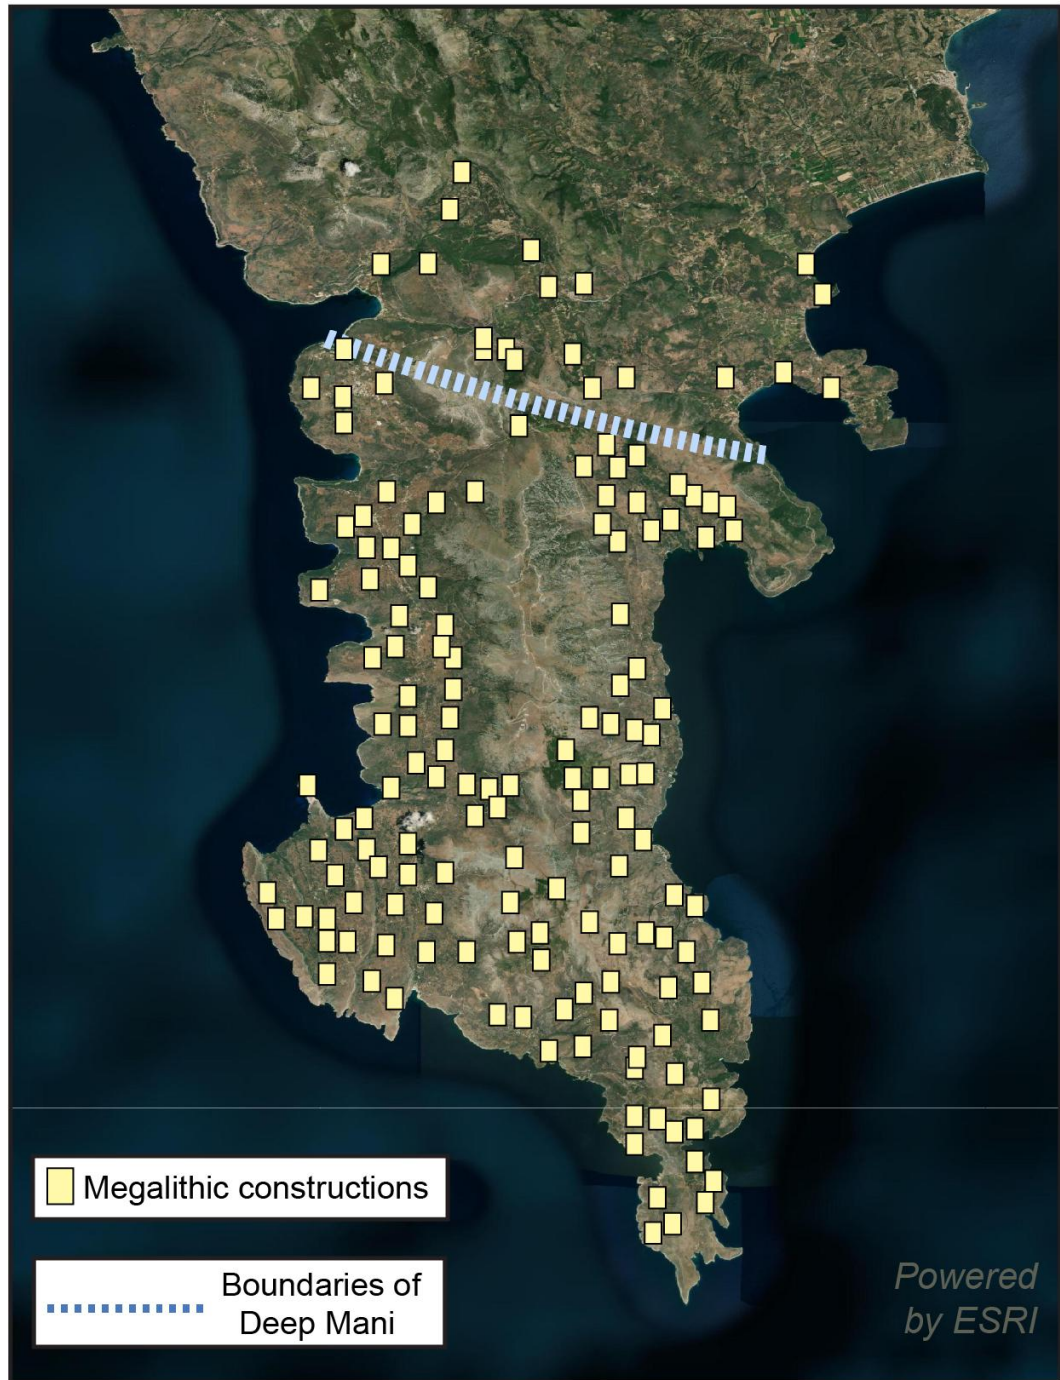 Megalithic constructions
Boundaries of
Deep Mani
Powered
by ESRI